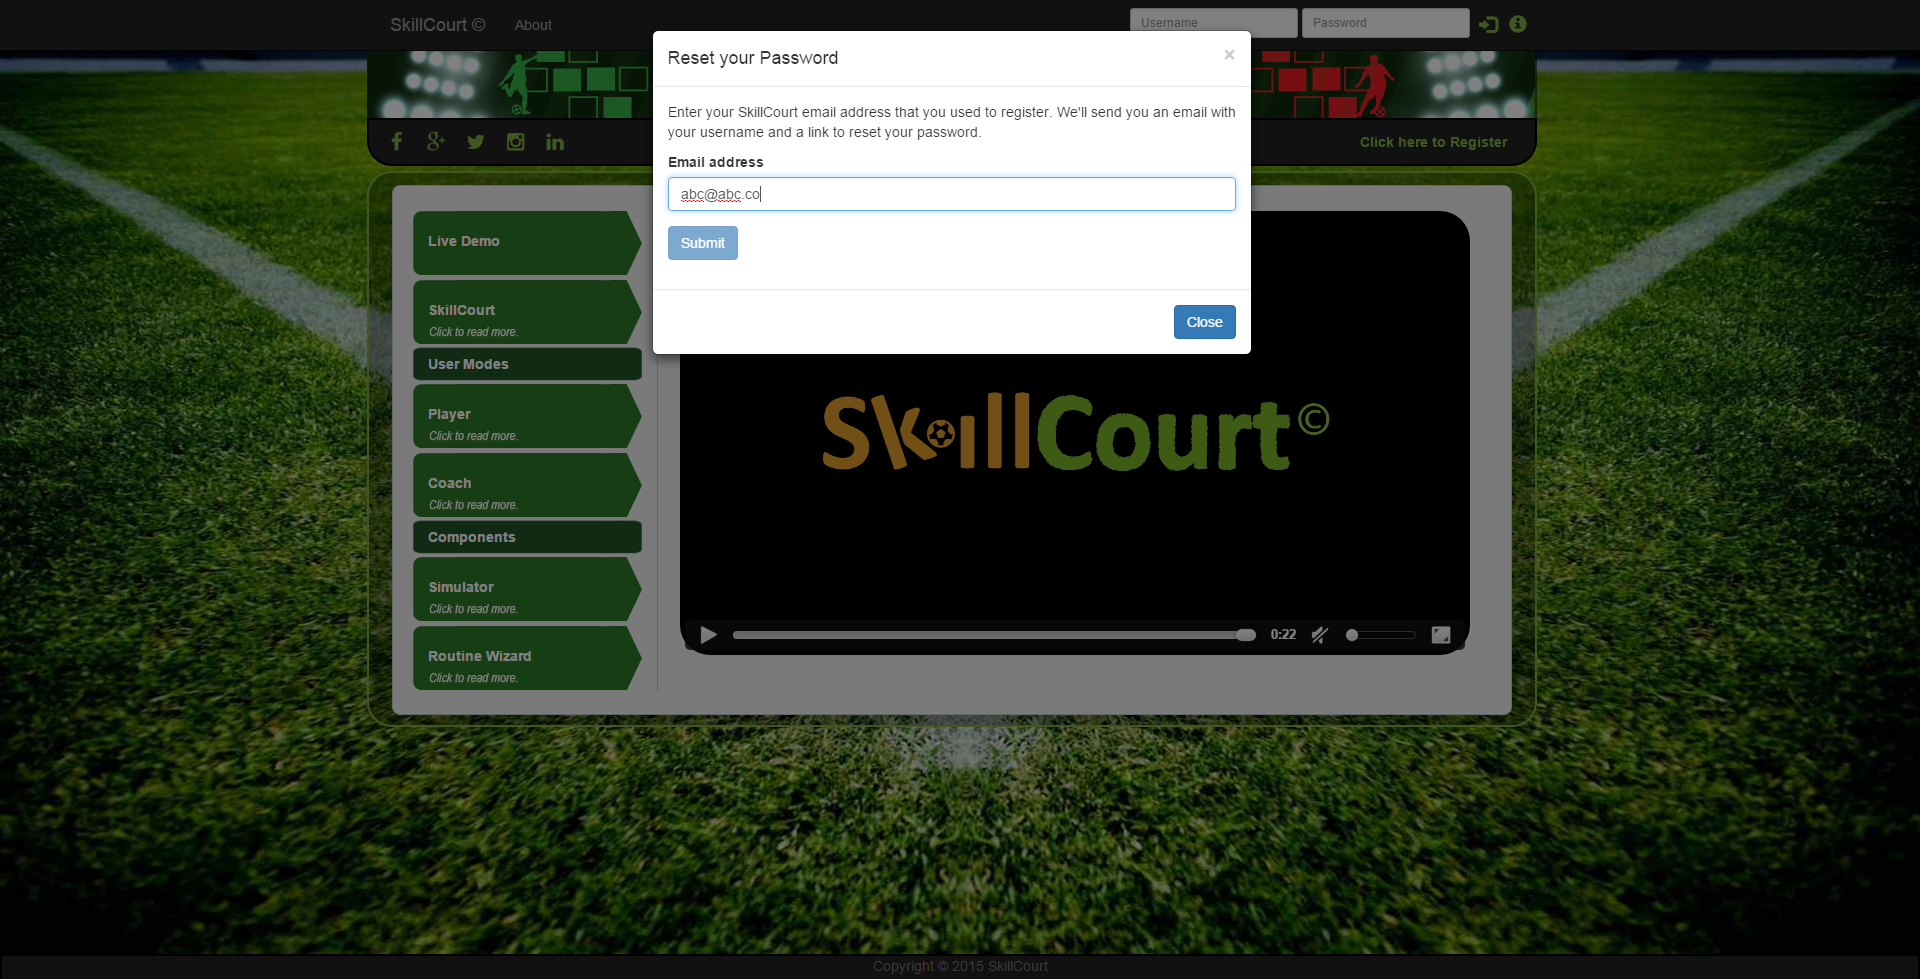 SkillCourt ©
About
Username
Password
Reset your Password
×
Enter your SkillCourt email address that you used to register. We'll send you an email with
your username and a link to reset your password.
Email address
abc@abc.co
Submit
Close
Click here to Register
Live Demo
SkillCourt
Click to read more.
User Modes
Player
Click to read more.
Coach
Click to read more.
Components
Simulator
Click to read more.
Routine Wizard
Click to read more.
SkillCourt©
0:22
Copyright © 2015 SkillCourt